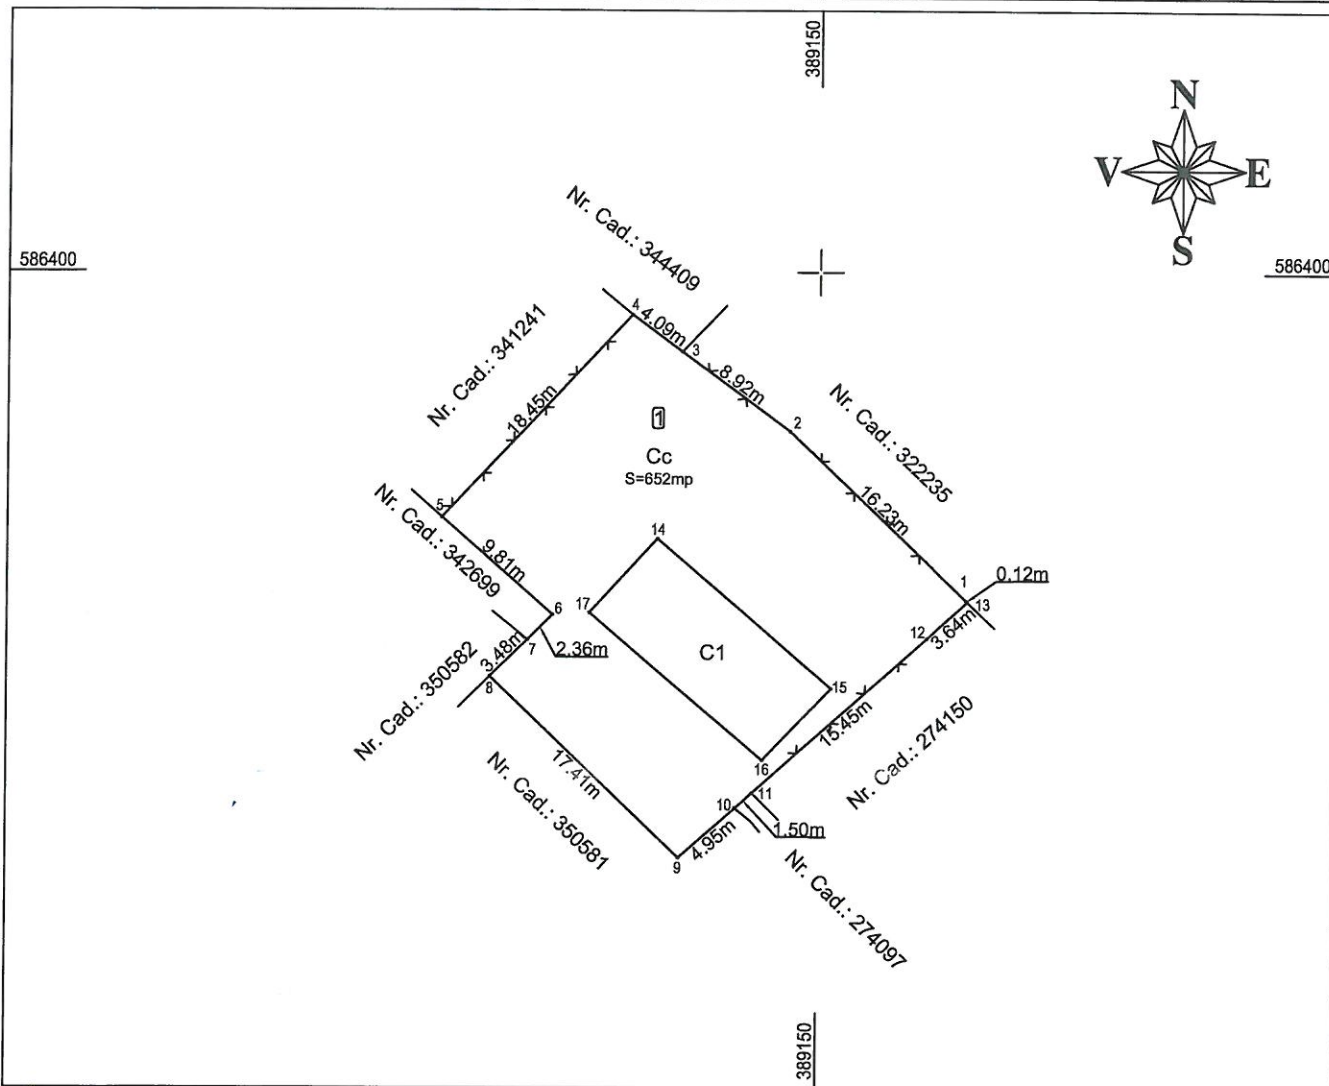 389150
N
V
E
S
586400
586400
Nr. Cad.: 344409
Nr. Cad.: 341241
4
4.09m
3
8.92m
2
Nr. Cad.: 322235
18.45m
1
Cc
S=652mp
16.23m
5
Nr. Cad.: 342699
9.81m
14
1
0.12m
13
6
17
12
3.64m
7
2.36m
3.48m
8
Nr. Cad.: 350582
C1
15
15.45m
Nr. Cad.: 274150
17.41m
Nr. Cad.: 350581
16
11
10
1.50m
4.95m
9
Nr. Cad.: 274097
389150